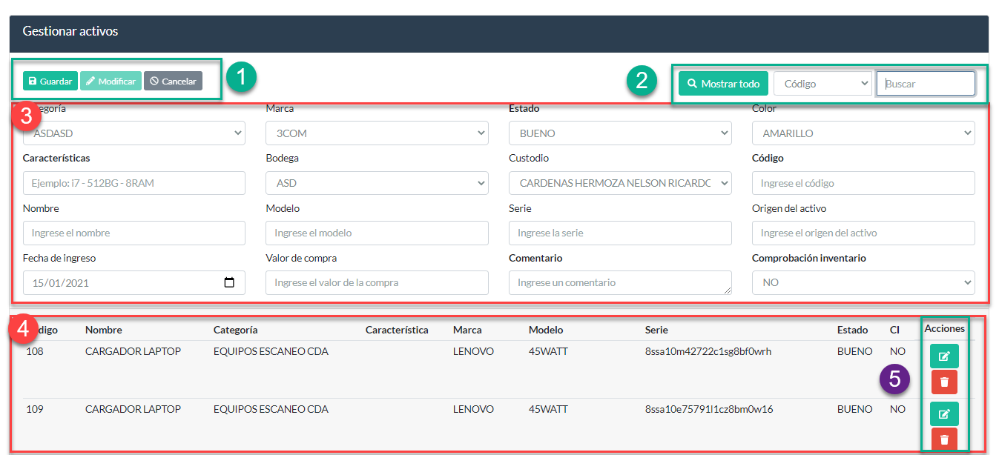 Gestionar activos
Guardar Modificar Cancelar 1 2 Mostrar todo Código Buscar
3 egoría Marca Estado Color
ASDASD 3COM BUENO AMARILLO
Características Bodega Custodio Código
Ejemplo: i7 - 512BG - 8RAM ASD CARDENAS HERMOZA NELSON RICARDO Ingrese el código
Nombre Modelo Serie Origen del activo
Ingrese el nombre Ingrese el modelo Ingrese la serie Ingrese el origen del activo
Fecha de ingreso Valor de compra Comentario Comprobación inventario
15/01/2021 Ingrese el valor de la compra Ingrese un comentario NO
4 digo Nombre Categoría Característica Marca Modelo Serie Estado CI Acciones
108 CARGADOR LAPTOP EQUIPOS ESCANEO CDA LENOVO 45WATT 8ssa10m42722c1sg8bf0wrh BUENO NO
5
109 CARGADOR LAPTOP EQUIPOS ESCANEO CDA LENOVO 45WATT 8ssa10e75791l1cz8bm0w16 BUENO NO